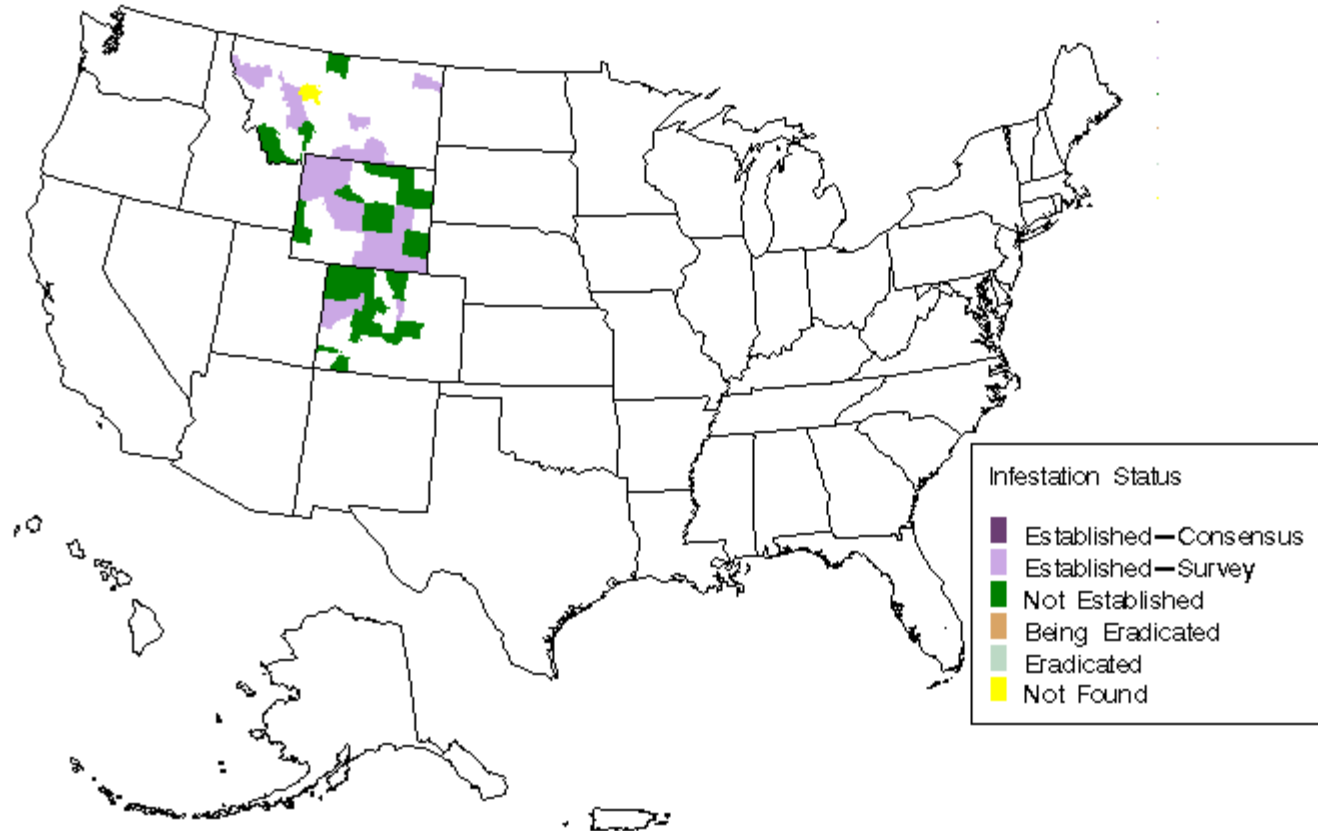 Infestation Status
Established—Consensus
Established—Survey
Not Established
Being Eradicated
Eradicated
Not Found